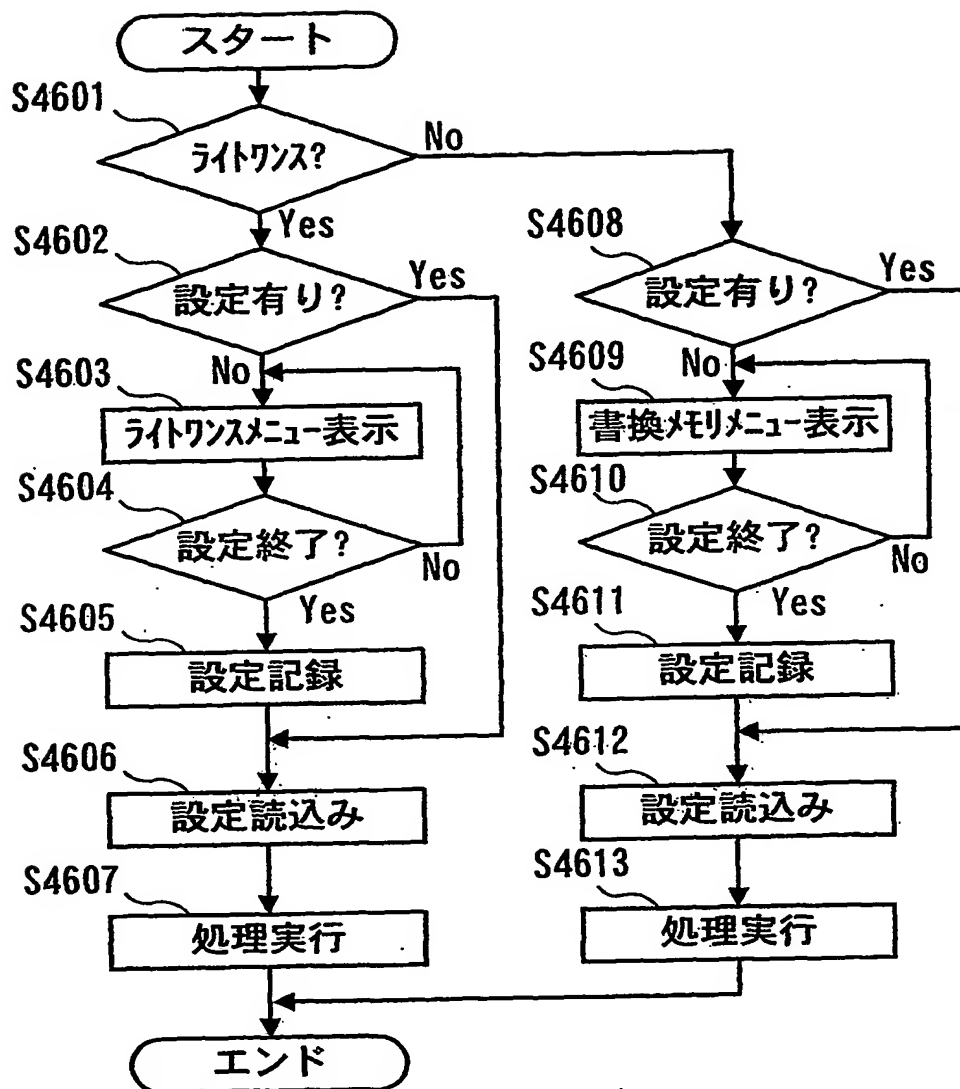 スタート
S4601
ライトワンス?
No
Yes
S4602
設定有り?
Yes
No
S4603
ライトワンスメニュー表示
S4604
設定終了?
No
Yes
S4605
設定記録
S4606
設定読込み
S4607
処理実行
S4608
設定有り?
Yes
No
S4609
書換メモリメニュー表示
S4610
設定終了?
No
Yes
S4611
設定記録
S4612
設定読込み
S4613
処理実行
エンド